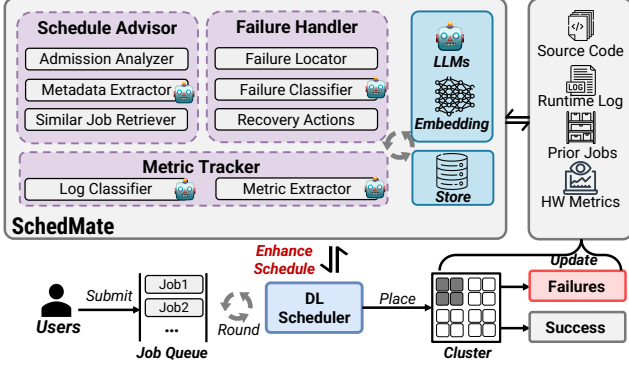 Schedule Advisor
Admission Analyzer
Metadata Extractor
Similar Job Retriever
Failure Handler
Failure Locator
Failure Classifier
Recovery Actions
Metric Tracker
Log Classifier
Metric Extractor
SchedMate
LLMs
Embedding
Store
Source Code
LOG
Runtime Log
Prior Jobs
HW Metrics
Enhance
Schedule
Update
Users
Submit
Job1
Job2
...
Job Queue
Round
DL
Scheduler
Place
Cluster
Failures
Success